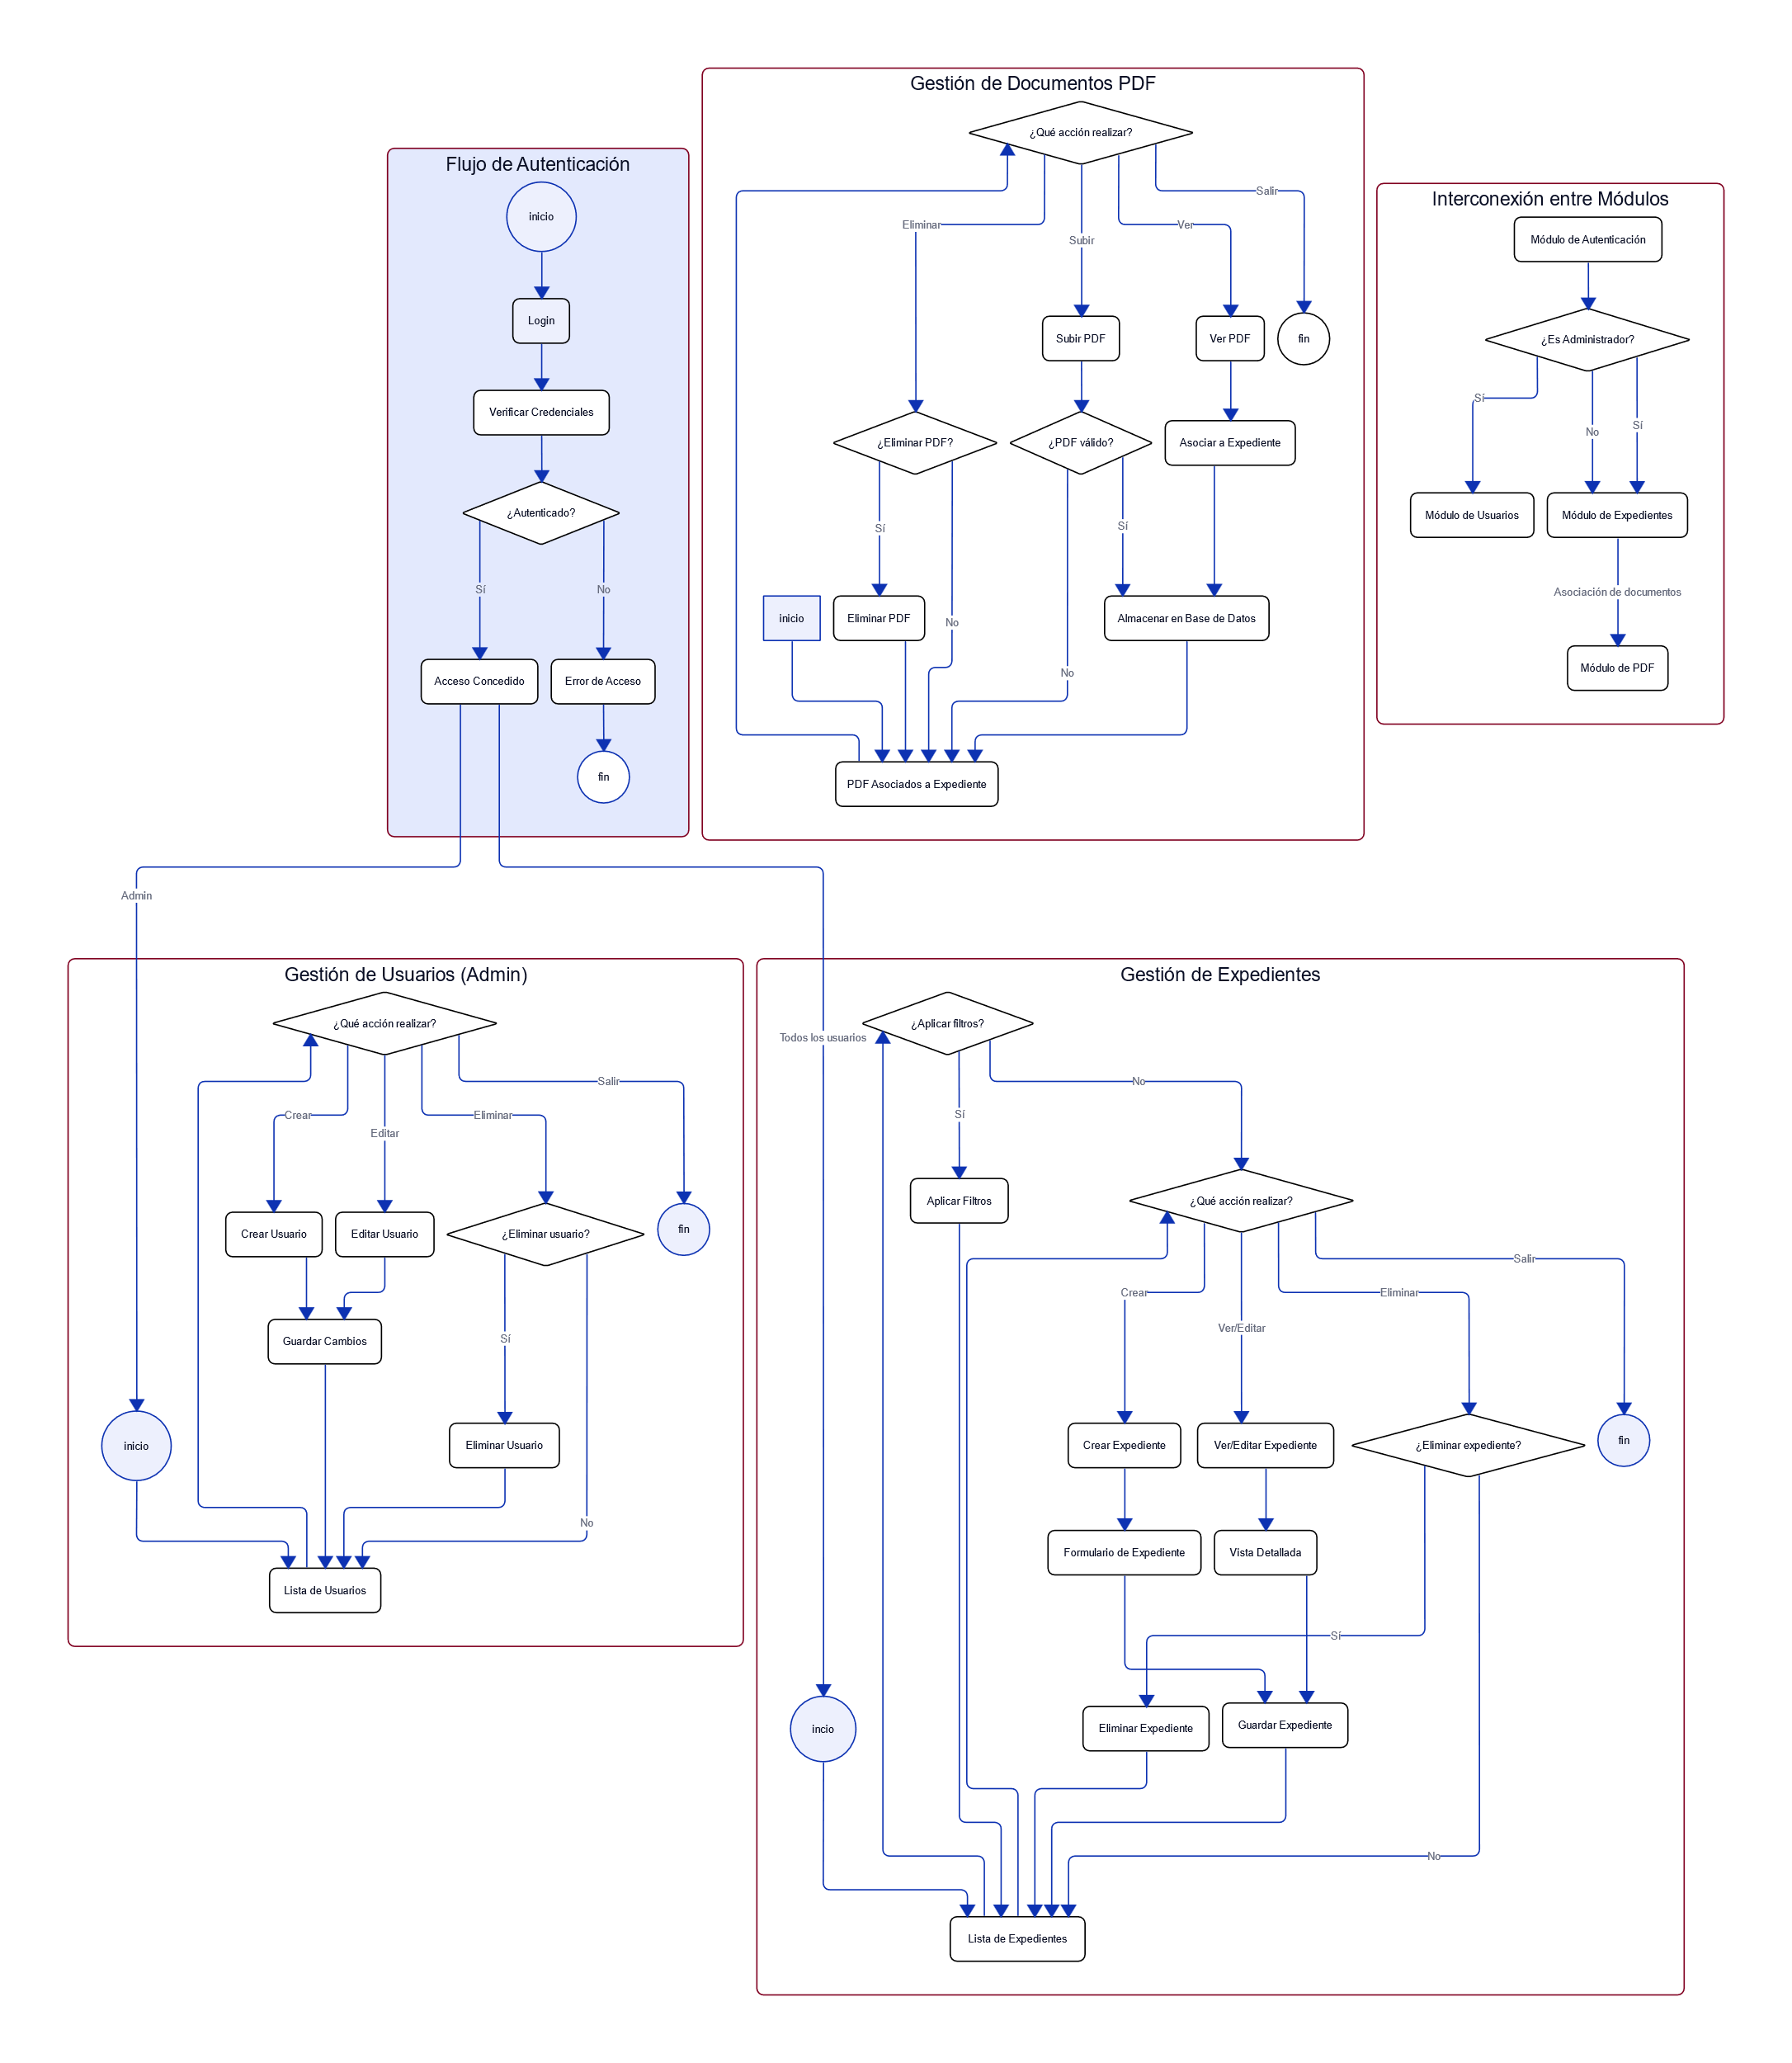 Gestión de Documentos PDF
¿Qué acción realizar?
Salir
Eliminar
Subir
Ver
Subir PDF
Ver PDF
fin
¿Eliminar PDF?
¿PDF válido?
Asociar a Expediente
Sí
Sí
inicio
Eliminar PDF
No
Almacenar en Base de Datos
No
PDF Asociados a Expediente
Flujo de Autenticación
inicio
Login
Verificar Credenciales
¿Autenticado?
Sí
No
Acceso Concedido
Error de Acceso
fin
Interconexión entre Módulos
Módulo de Autenticación
¿Es Administrador?
Sí
No
Sí
Módulo de Usuarios
Módulo de Expedientes
Asociación de documentos
Módulo de PDF
Admin
Gestión de Usuarios (Admin)
¿Qué acción realizar?
Salir
Crear
Editar
Eliminar
Crear Usuario
Editar Usuario
¿Eliminar usuario?
fin
Guardar Cambios
Sí
inicio
Eliminar Usuario
No
Lista de Usuarios
Gestión de Expedientes
¿Aplicar filtros?
Todos los usuarios
No
Sí
Aplicar Filtros
¿Qué acción realizar?
Salir
Crear
Ver/Editar
Eliminar
Crear Expediente
Ver/Editar Expediente
¿Eliminar expediente?
fin
Formulario de Expediente
Vista Detallada
Sí
incio
Eliminar Expediente
Guardar Expediente
No
Lista de Expedientes